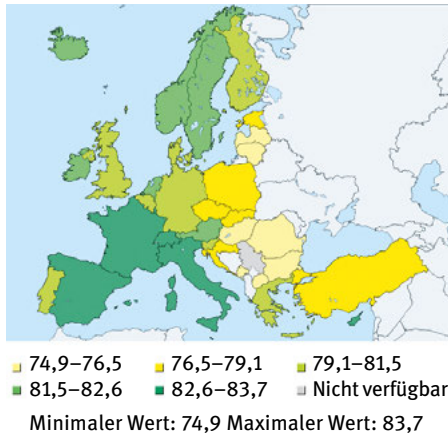 74,9–76,5 76,5–79,1 79,1–81,5
81,5–82,6 82,6–83,7 Nicht verfügbar
Minimaler Wert: 74,9 Maximaler Wert: 83,7